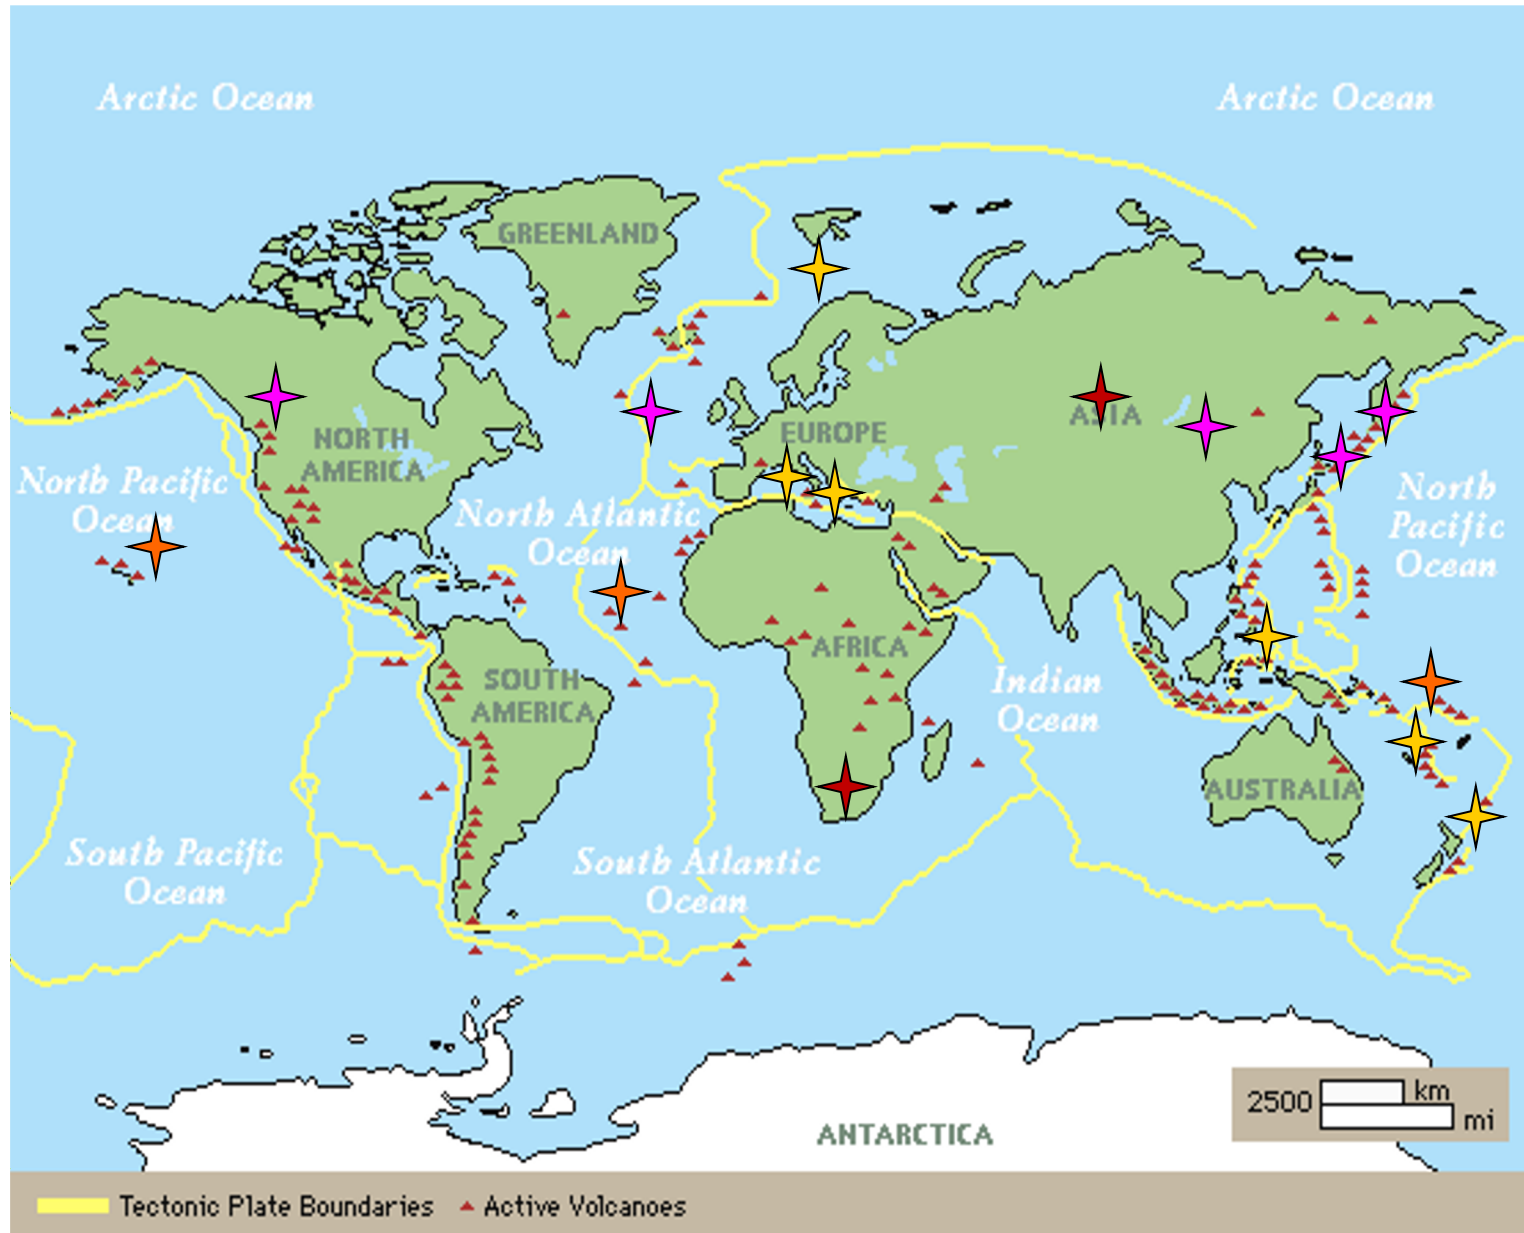 Arctic Ocean
Arctic Ocean
GREENLAND
NORTH
AMERICA
EUROPE
ASIA
North Pacific
Ocean
North Atlantic
Ocean
North
Pacific
Ocean
AFRICA
SOUTH
AMERICA
Indian
Ocean
AUSTRALIA
South Pacific
Ocean
South Atlantic
Ocean
2500 km
mi
ANTARCTICA
Tectonic Plate Boundaries
Active Volcanoes